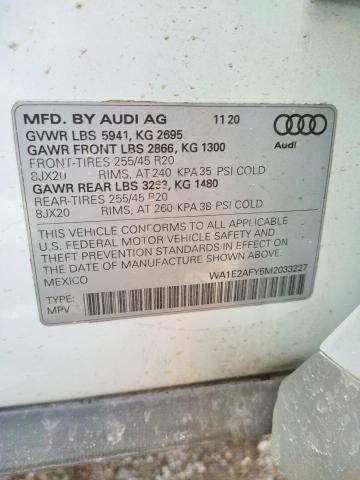 MFD. BY AUDI AG 11 20
GVWR LBS 5941, KG 2695
GAWR FRONT LBS 2866, KG 1300
FRONT-TIRES 255/45 R20
8JX20 RIMS, AT 240 KPA 35 PSI COLD
GAWR REAR LBS 3263, KG 1480
REAR-TIRES 255/45 R20
8JX20 RIMS, AT 260 KPA 38 PSI COLD
Audi
THIS VEHICLE CONFORMS TO ALL APPLICABLE
U.S. FEDERAL MOTOR VEHICLE SAFETY AND
THEFT PREVENTION STANDARDS IN EFFECT ON
THE DATE OF MANUFACTURE SHOWN ABOVE.
MEXICO WA1E2AFY5M2033227
TYPE:
MPV